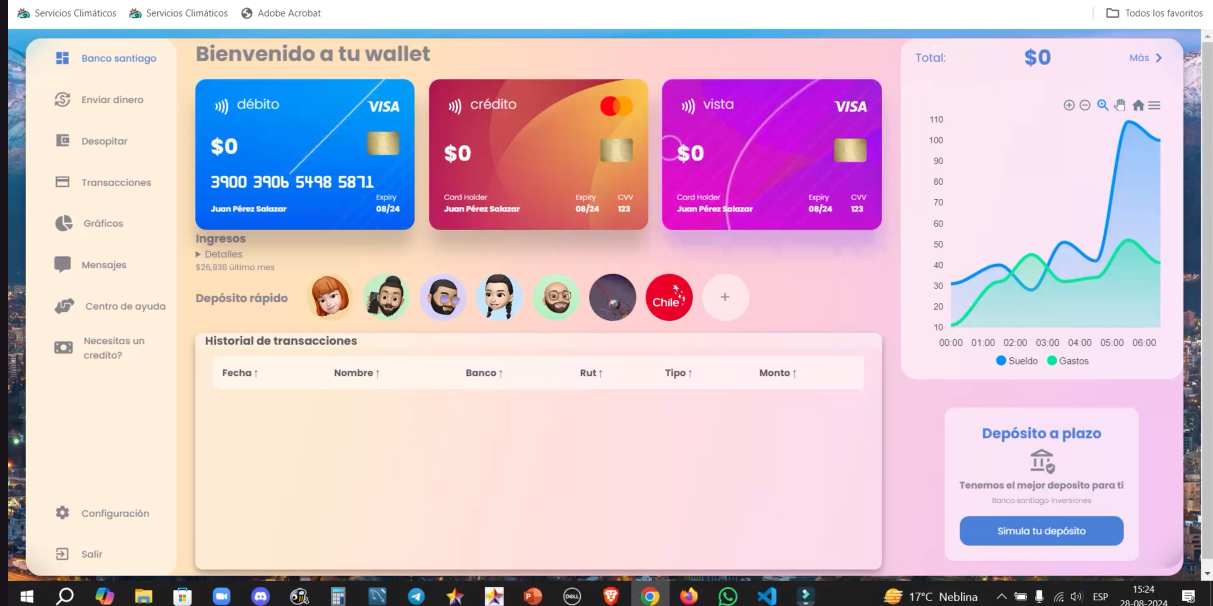 Servicios Climáticos
Servicios Climáticos
Adobe Acrobat
Todos los favoritos
Banco santiago
Enviar dinero
Desopitar
Transacciones
Gráficos
Mensajes
Centro de ayuda
Necesitas un
credito?
Configuración
Salir
Bienvenido a tu wallet
débito
VISA
$0
3900 3906 5498 5871
Expiry
Juan Pérez Salazar
08/24
crédito
$0
Card Holder
Expiry
CVV
Juan Pérez Salazar
08/24
123
vista
VISA
$0
Card Holder
Expiry
CVV
Juan Pérez Salazar
08/24
123
Ingresos
Detalles
$26,938 último mes
Depósito rápido
Chile
+
Historial de transacciones
Fecha ↑
Nombre ↑
Banco ↑
Rut ↑
Tipo ↑
Monto ↑
Total:
$0
Más
110
100
90
80
70
60
50
40
30
20
10
00:00 01:00 02:00 03:00 04:00 05:00 06:00
Sueldo
Gastos
Depósito a plazo
Tenemos el mejor deposito para tí
Banco santiago Inversiones
Simula tu depósito
DELL
17°C Neblina
ESP
15:24
28-08-2024